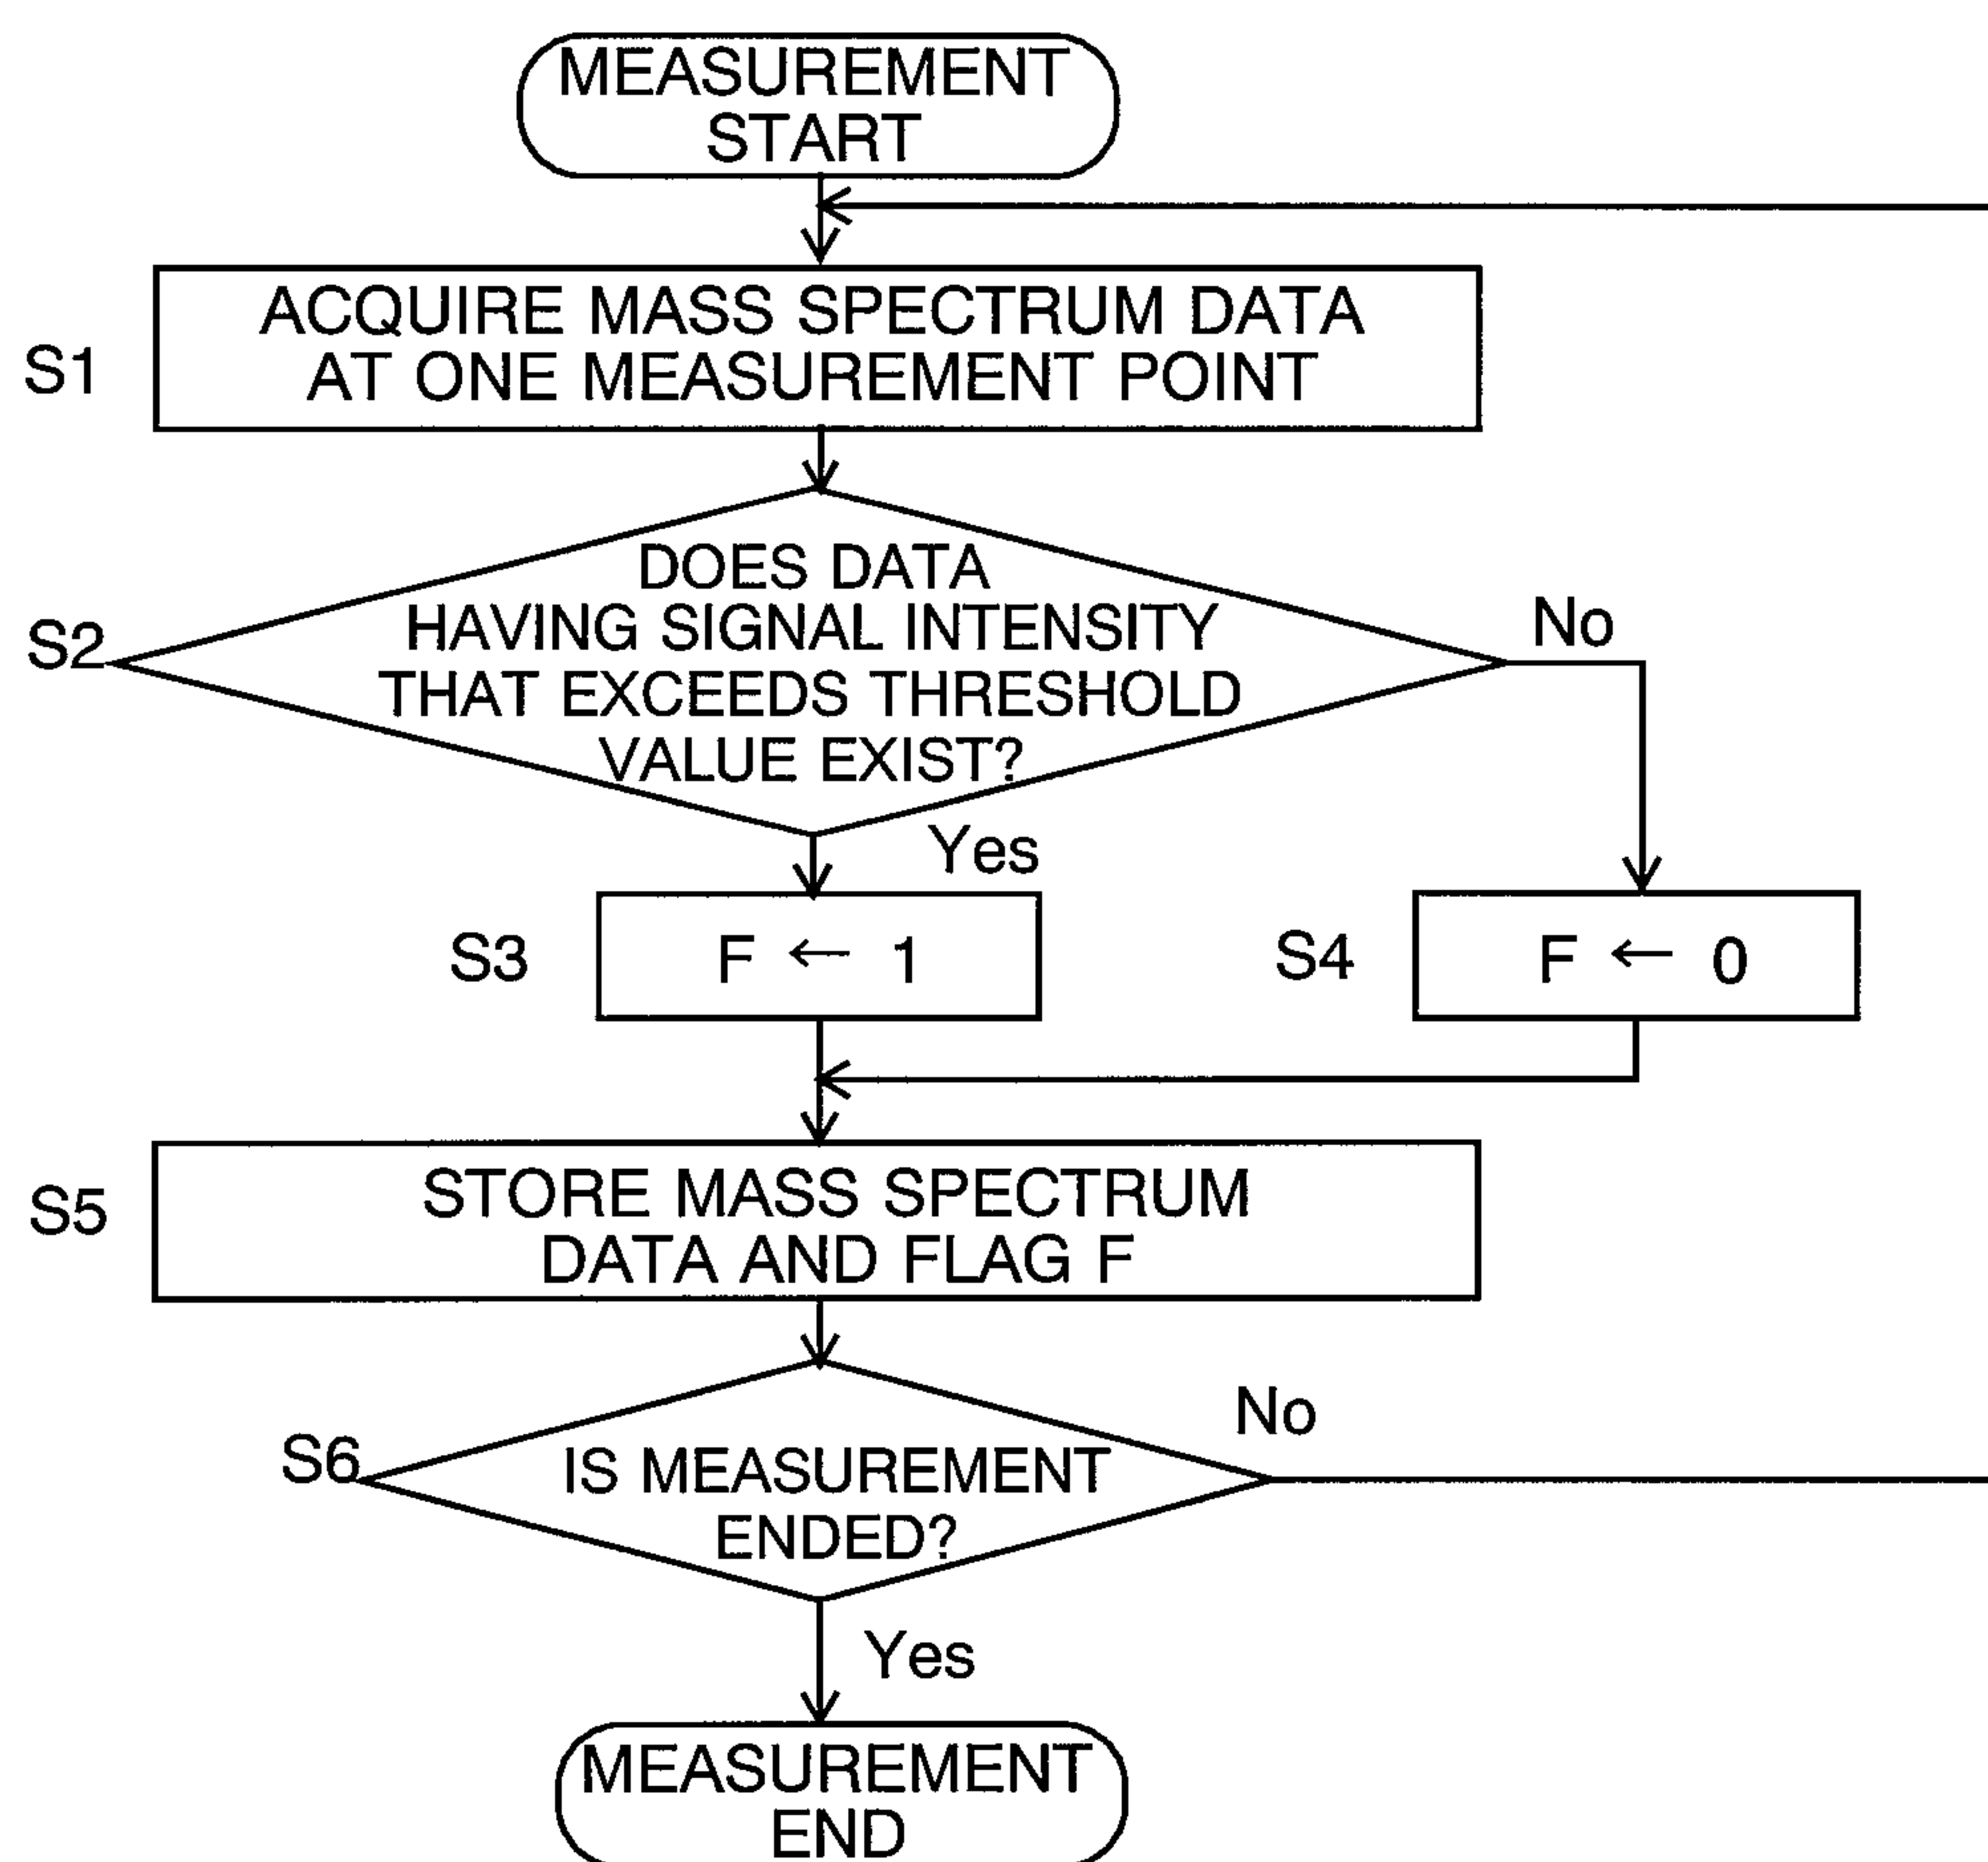 MEASUREMENT
START
ACQUIRE MASS SPECTRUM DATA
AT ONE MEASUREMENT POINT
S1
DOES DATA
HAVING SIGNAL INTENSITY
THAT EXCEEDS THRESHOLD
VALUE EXIST?
S2
No
Yes
S3
F ← 1
S4
F ← 0
S5
STORE MASS SPECTRUM
DATA AND FLAG F
No
S6
IS MEASUREMENT
ENDED?
Yes
MEASUREMENT
END